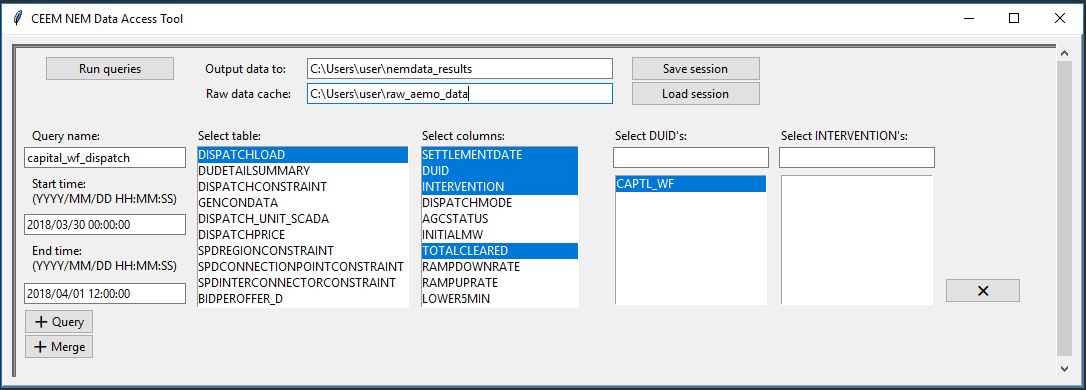 CEEM NEM Data Access Tool
Run queries Output data to: C:\Users\user\nemdata_results Save session
Raw data cache: C:\Users\user\raw_aemo_data Load session
Query name: Select table: Select columns: Select DUID's: Select INTERVENTION's:
capital_wf_dispatch
Start time:
(YYYY/MM/DD HH:MM:SS)
2018/03/30 00:00:00
End time:
(YYYY/MM/DD HH:MM:SS)
2018/04/01 12:00:00
+ Query
+ Merge
DISPATCHLOAD
DUDETAILSUMMARY
DISPATCHCONSTRAINT
GENCONDATA
DISPATCH_UNIT_SCADA
DISPATCHPRICE
SPDREGIONCONSTRAINT
SPDCONNECTIONPOINTCONSTRAINT
SPDINTERCONNECTORCONSTRAINT
BIDPEROFFER_D
SETTLEMENTDATE
DUID
INTERVENTION
DISPATCHMODE
AGCSTATUS
INITIALMW
TOTALCLEARED
RAMPDOWNRATE
RAMPUPRATE
LOWER5MIN
CAPTL_WF